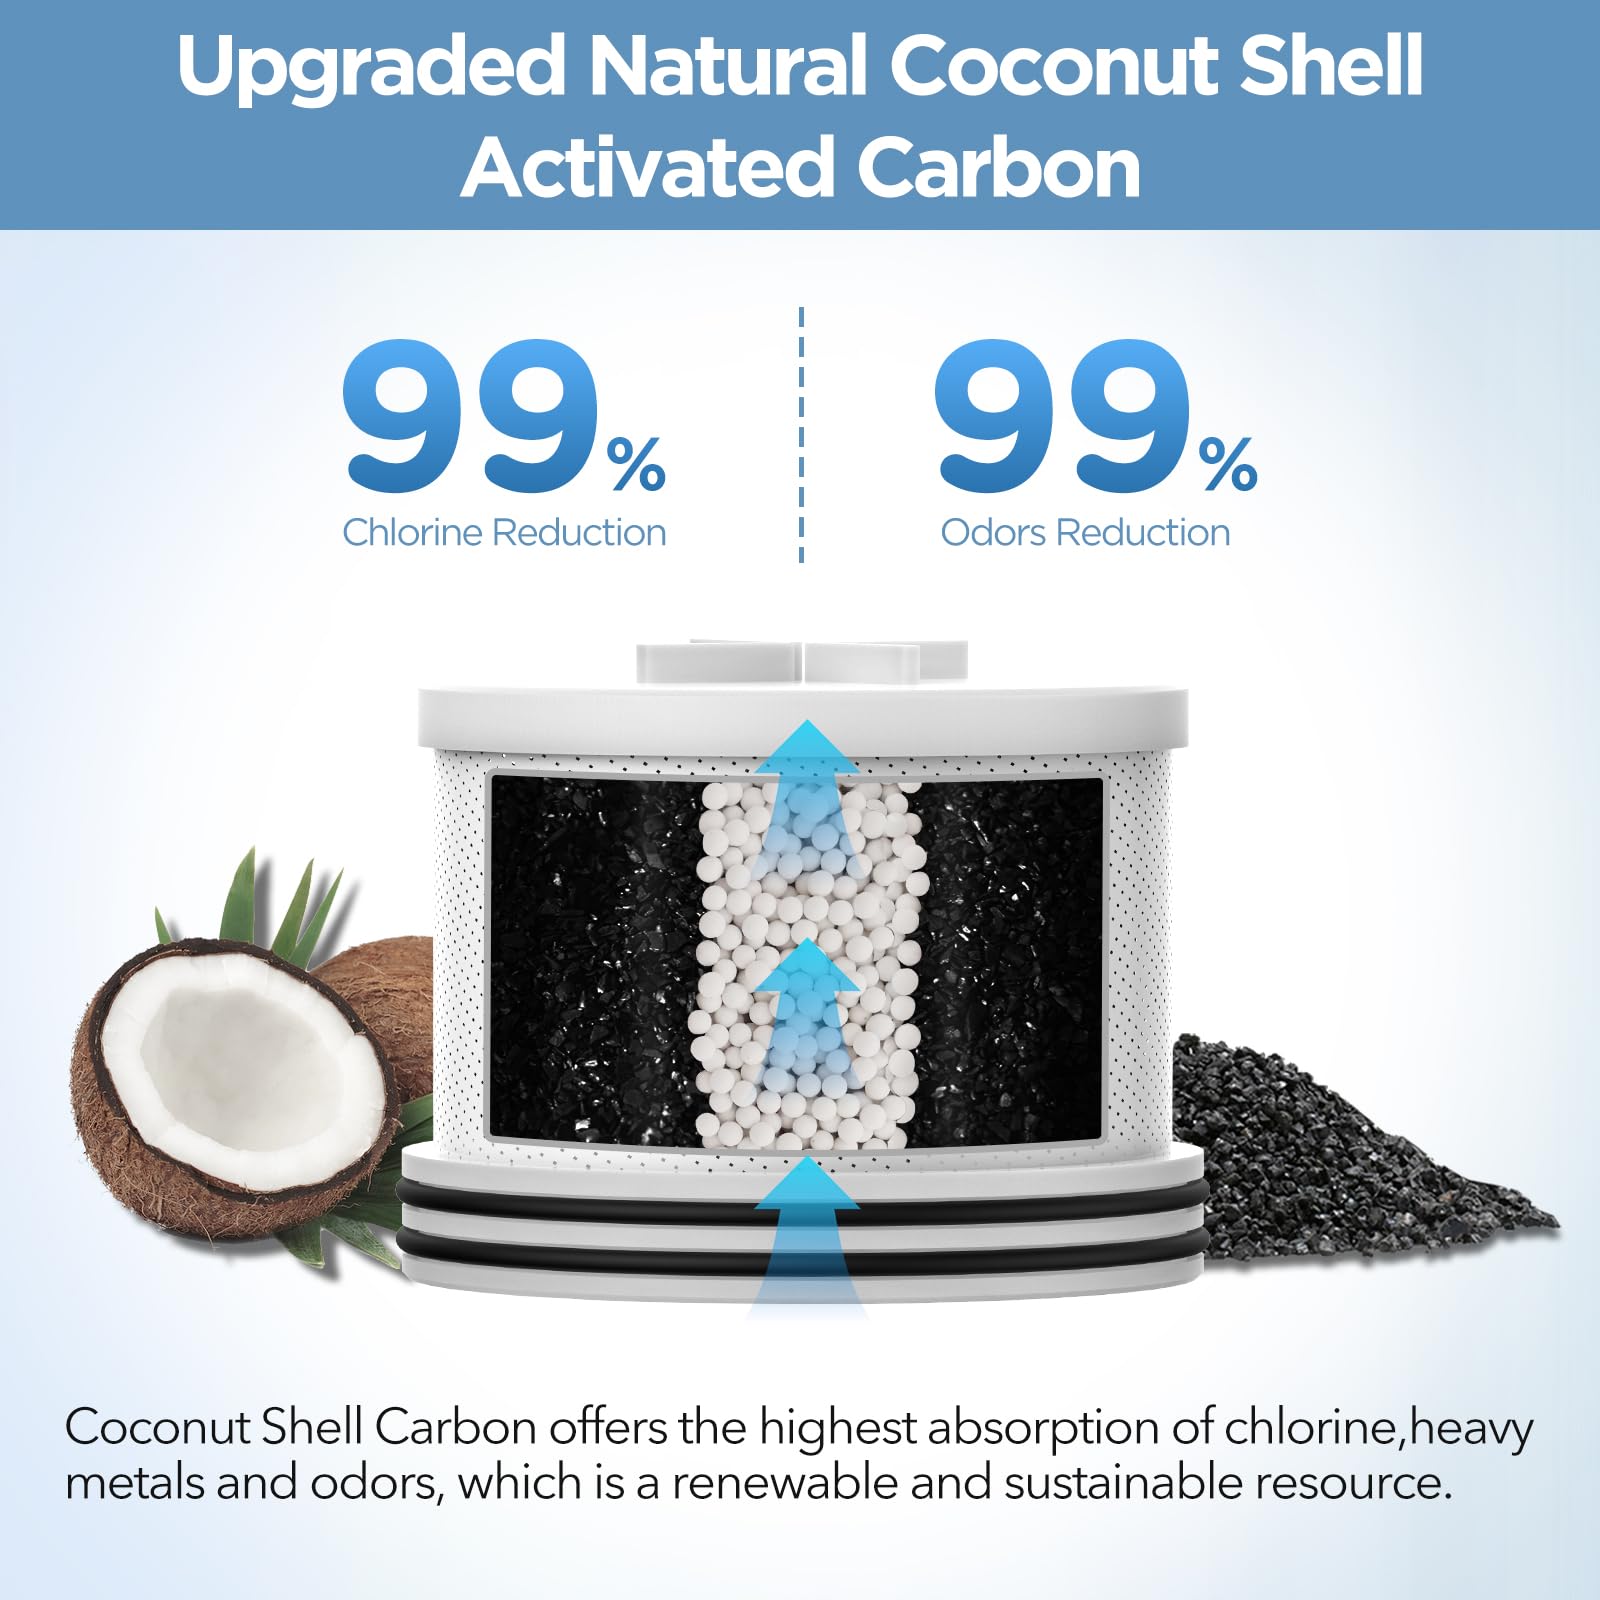 Upgraded Natural Coconut Shell
Activated Carbon
99% 99%
Chlorine Reduction Odors Reduction
Coconut Shell Carbon offers the highest absorption of chlorine,heavy
metals and odors, which is a renewable and sustainable resource.